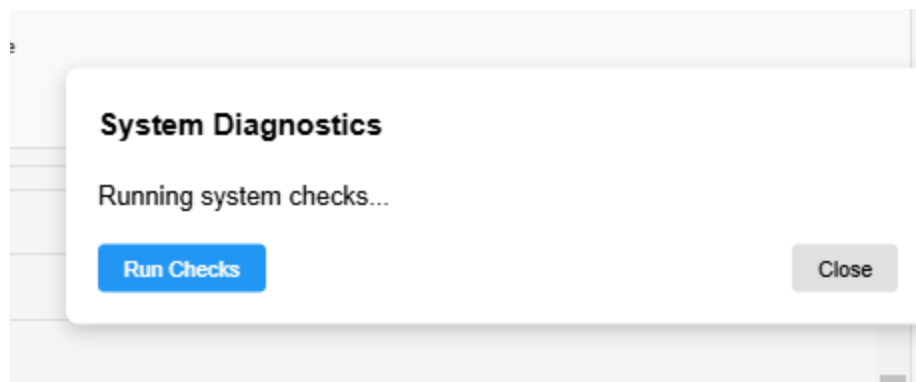 e
System Diagnostics
Running system checks...
Run Checks
Close